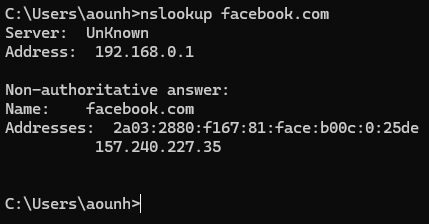 C:\Users\aounh>nslookup facebook.com
Server:  UnKnown
Address:  192.168.0.1
Non-authoritative answer:
Name:    facebook.com
Addresses:  2a03:2880:f167:81:face:b00c:0:25de
          157.240.227.35
C:\Users\aounh>